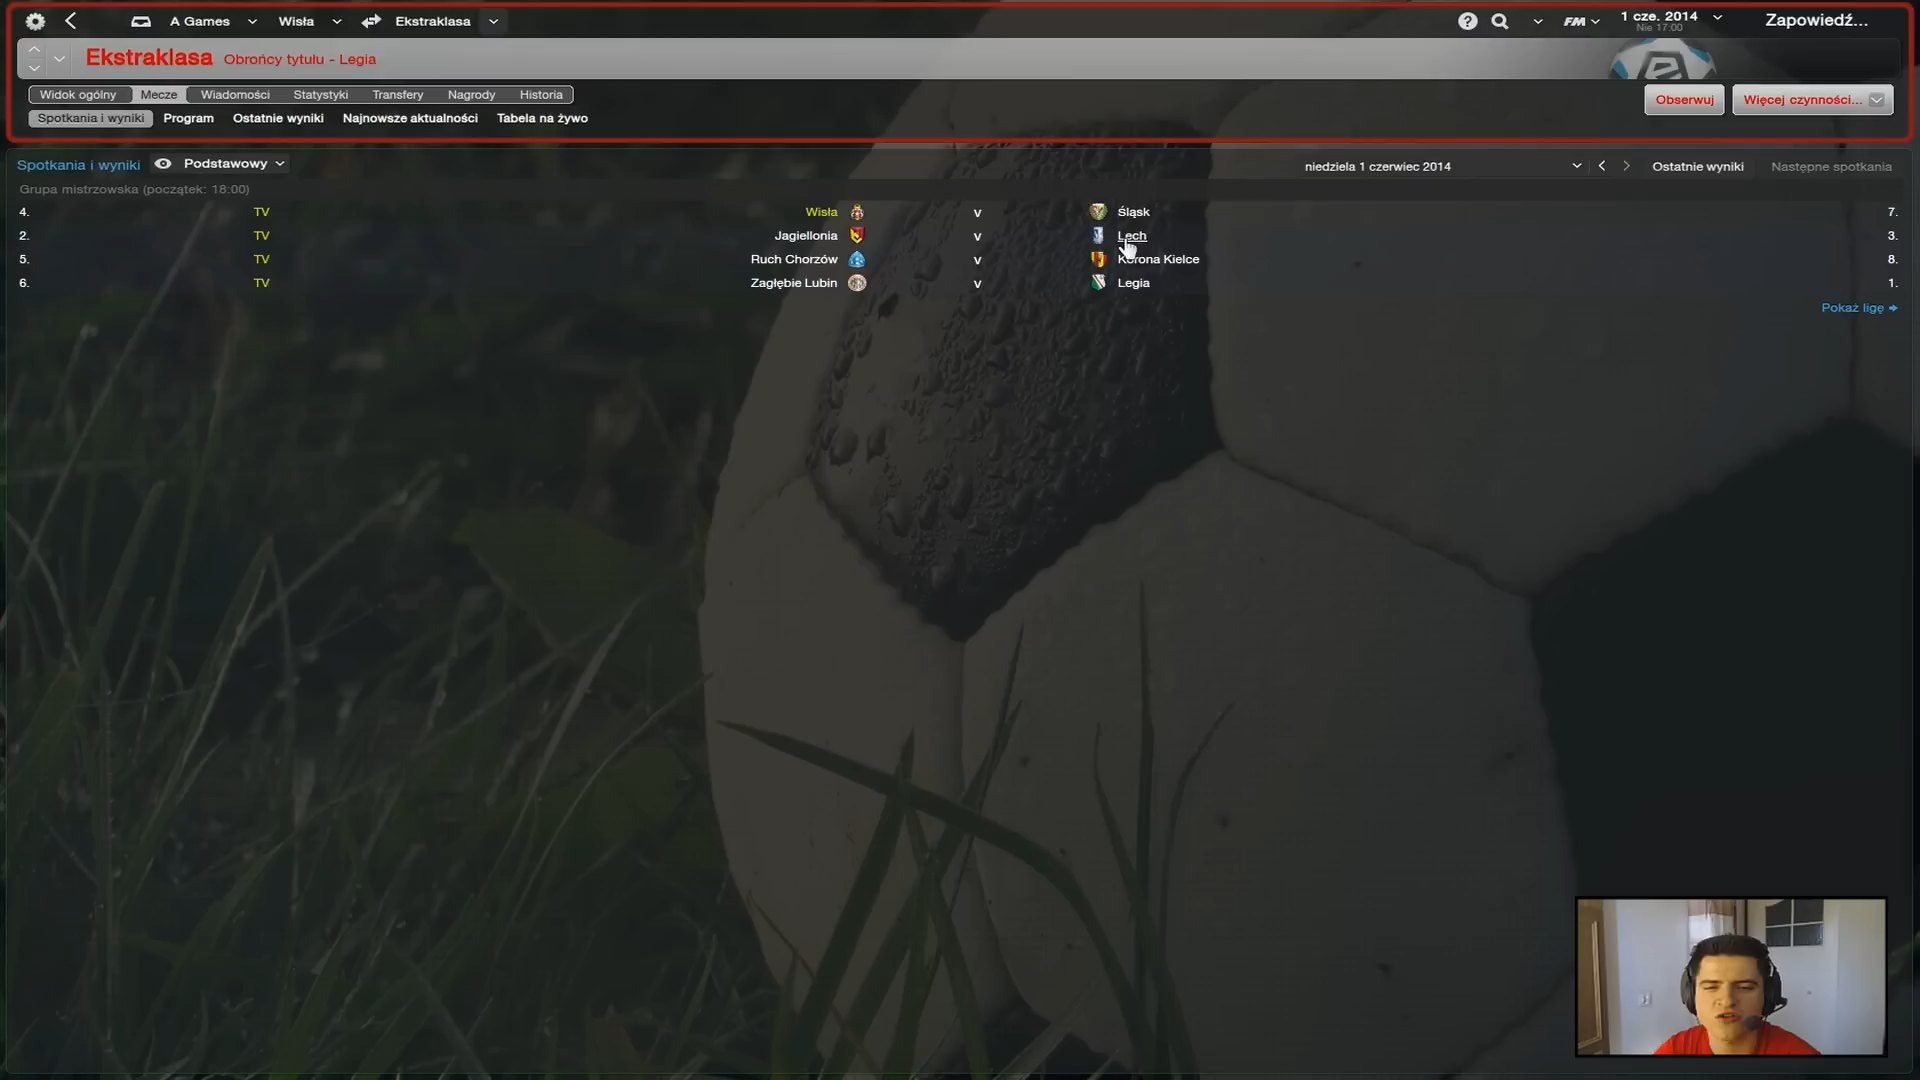 A Games Wisła Ekstraklasa ? FM 1 cze. 2014 Zapowiedź...
Nie 17:00
Ekstraklasa Obrońcy tytulu - Legia
Widok ogólny Mecze Wiadomości Statystyki Transfery Nagrody Historia
Obserwuj Więcej czynności...
Spotkania i wyniki Program Ostatnie wyniki Najnowsze aktualności Tabela na żywo
Spotkania i wyniki Podstawowy niedziela 1 czerwiec 2014 Ostatnie wyniki Następne spotkania
Grupa mistrzowska (początek: 18:00)
4. TV Wisła v Śląsk 7.
2. TV Jagiellonia v Lech 3.
5. TV Ruch Chorzów v Korona Kielce 8.
6. TV Zagłębie Lubin v Legia 1.
Pokaż ligę